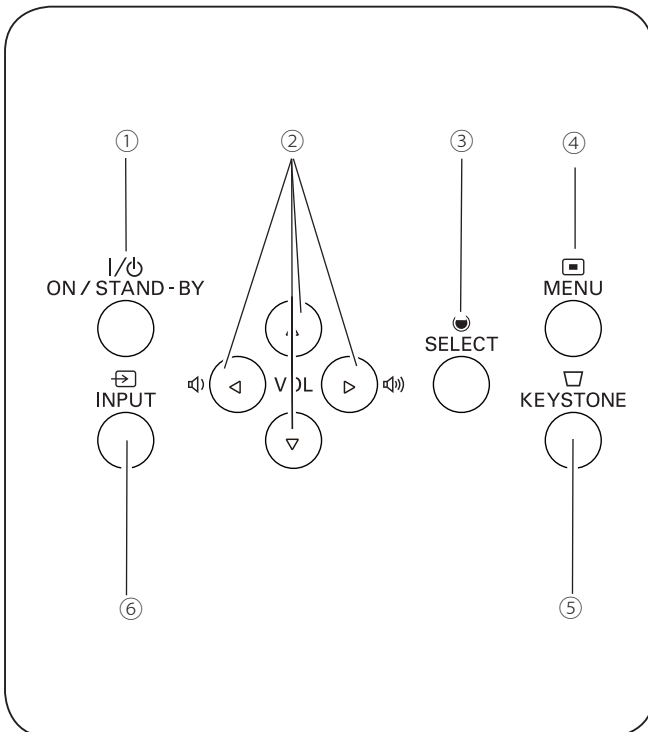 ① ② ③ ④
ON / STAND-BY
MENU
SELECT
VOL
INPUT
KEYSTONE
⑥ ⑤